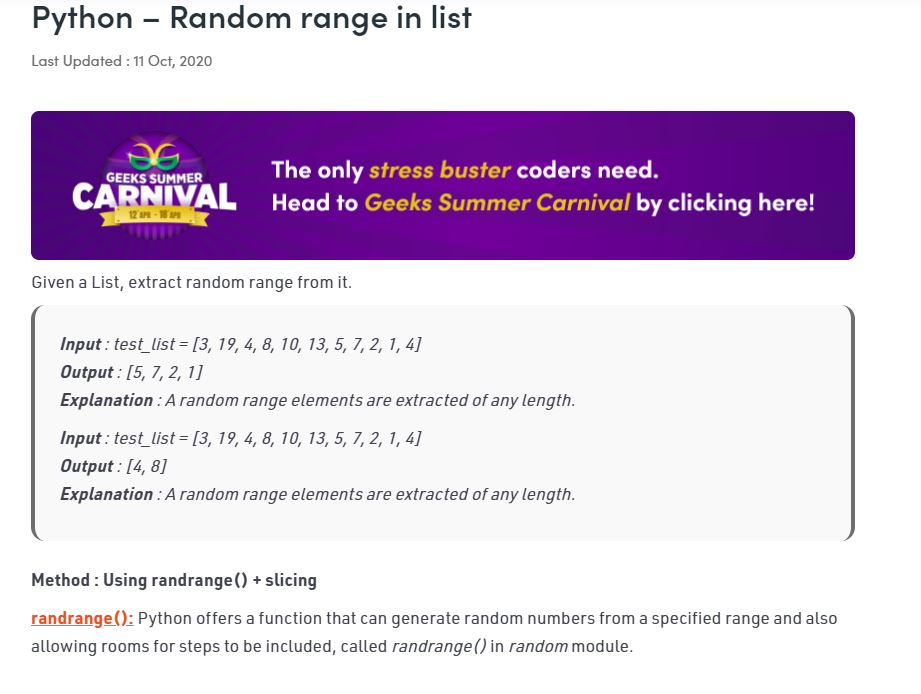 Python – Random range in list
Last Updated : 11 Oct, 2020
GEEKS SUMMER
CARNIVAL
12 APR - 18 APR
The only stress buster coders need.
Head to Geeks Summer Carnival by clicking here!
Given a List, extract random range from it.
Input : test_list = [3, 19, 4, 8, 10, 13, 5, 7, 2, 1, 4]
Output : [5, 7, 2, 1]
Explanation : A random range elements are extracted of any length.
Input : test_list = [3, 19, 4, 8, 10, 13, 5, 7, 2, 1, 4]
Output : [4, 8]
Explanation : A random range elements are extracted of any length.
Method : Using randrange() + slicing
randrange(): Python offers a function that can generate random numbers from a specified range and also
allowing rooms for steps to be included, called randrange() in random module.